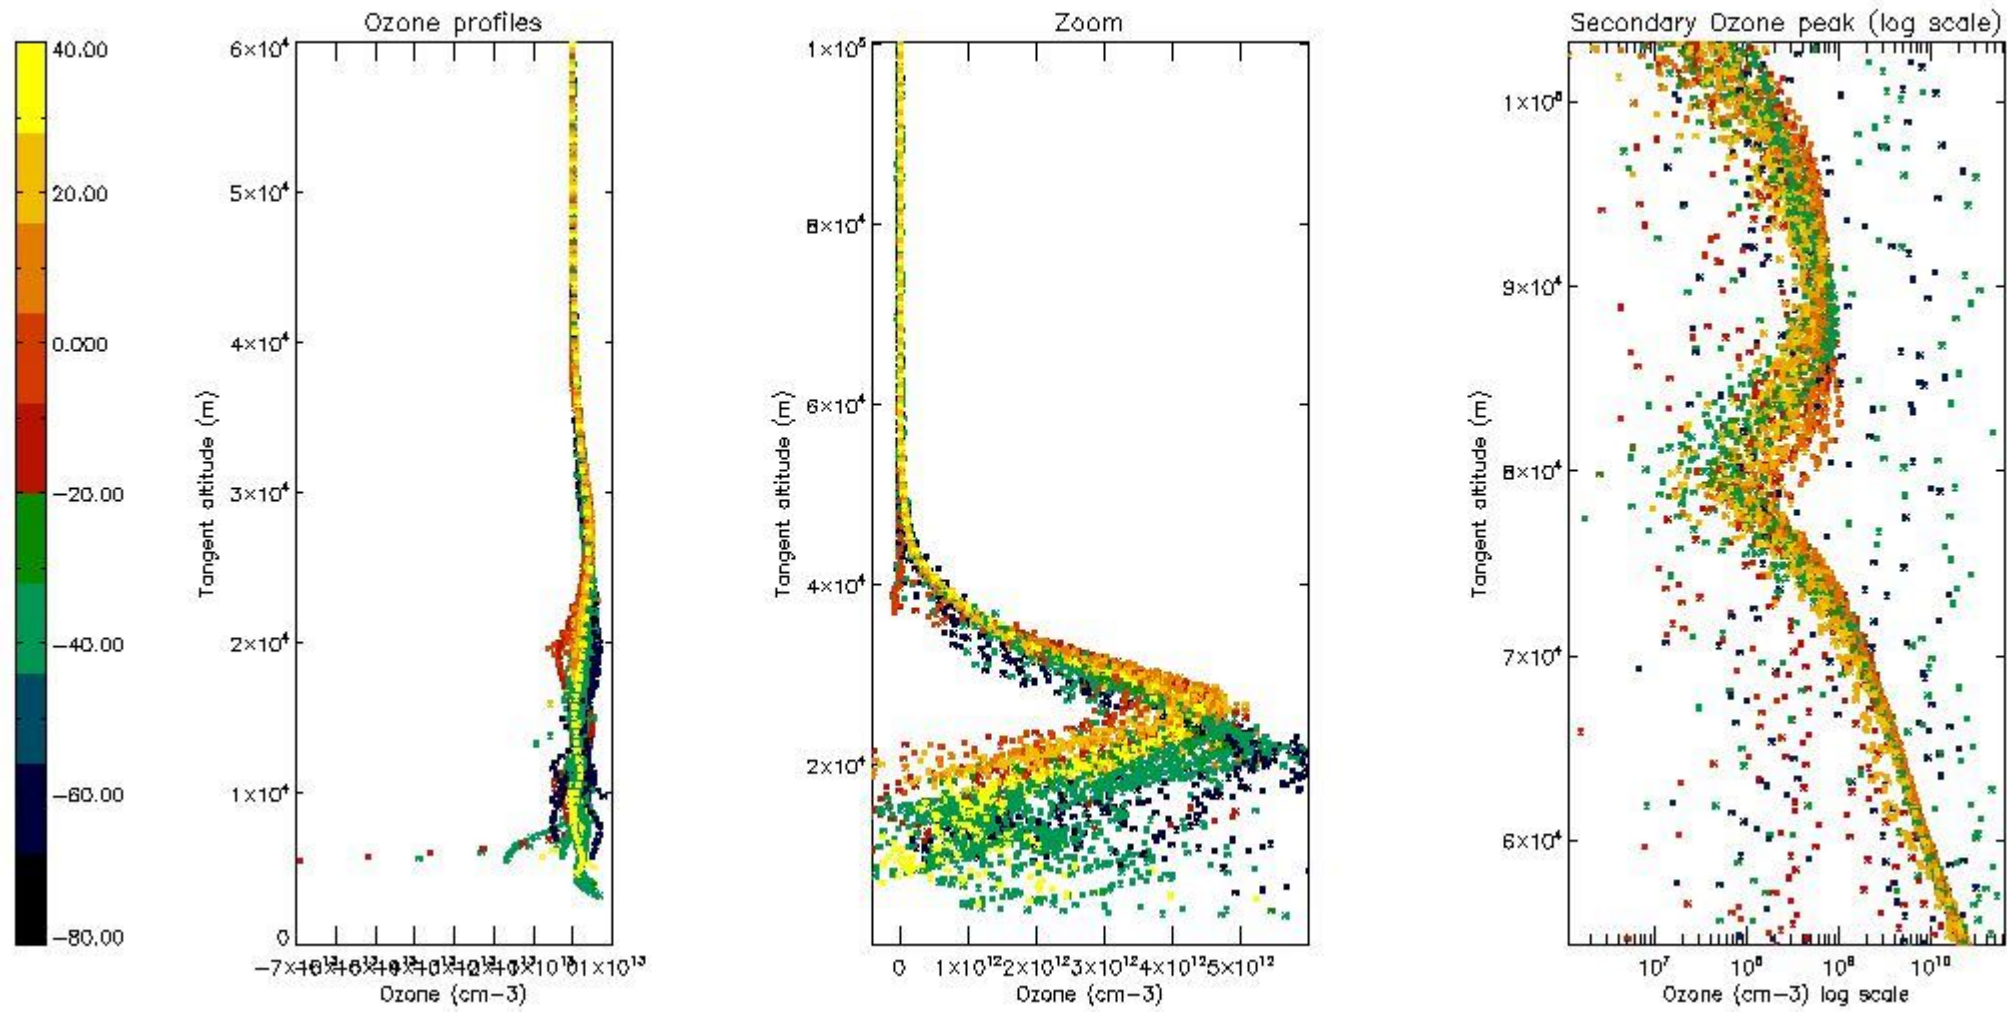 Ozone profiles
Zoom
Secondary Ozone peak (log scale)
40.00
20.00
0.000
−20.00
−40.00
−60.00
−80.00
6×10⁴
5×10⁴
4×10⁴
3×10⁴
2×10⁴
1×10⁴
0
Tangent altitude (m)
1×10¹³
Ozone (cm−3)
1×10⁵
8×10⁴
6×10⁴
4×10⁴
2×10⁴
Tangent altitude (m)
0 1×10¹² 2×10¹² 3×10¹² 4×10¹² 5×10¹²
Ozone (cm−3)
1×10⁵
9×10⁴
8×10⁴
7×10⁴
6×10⁴
Tangent altitude (m)
10⁷ 10⁸ 10⁹ 10¹⁰
Ozone (cm−3) log scale